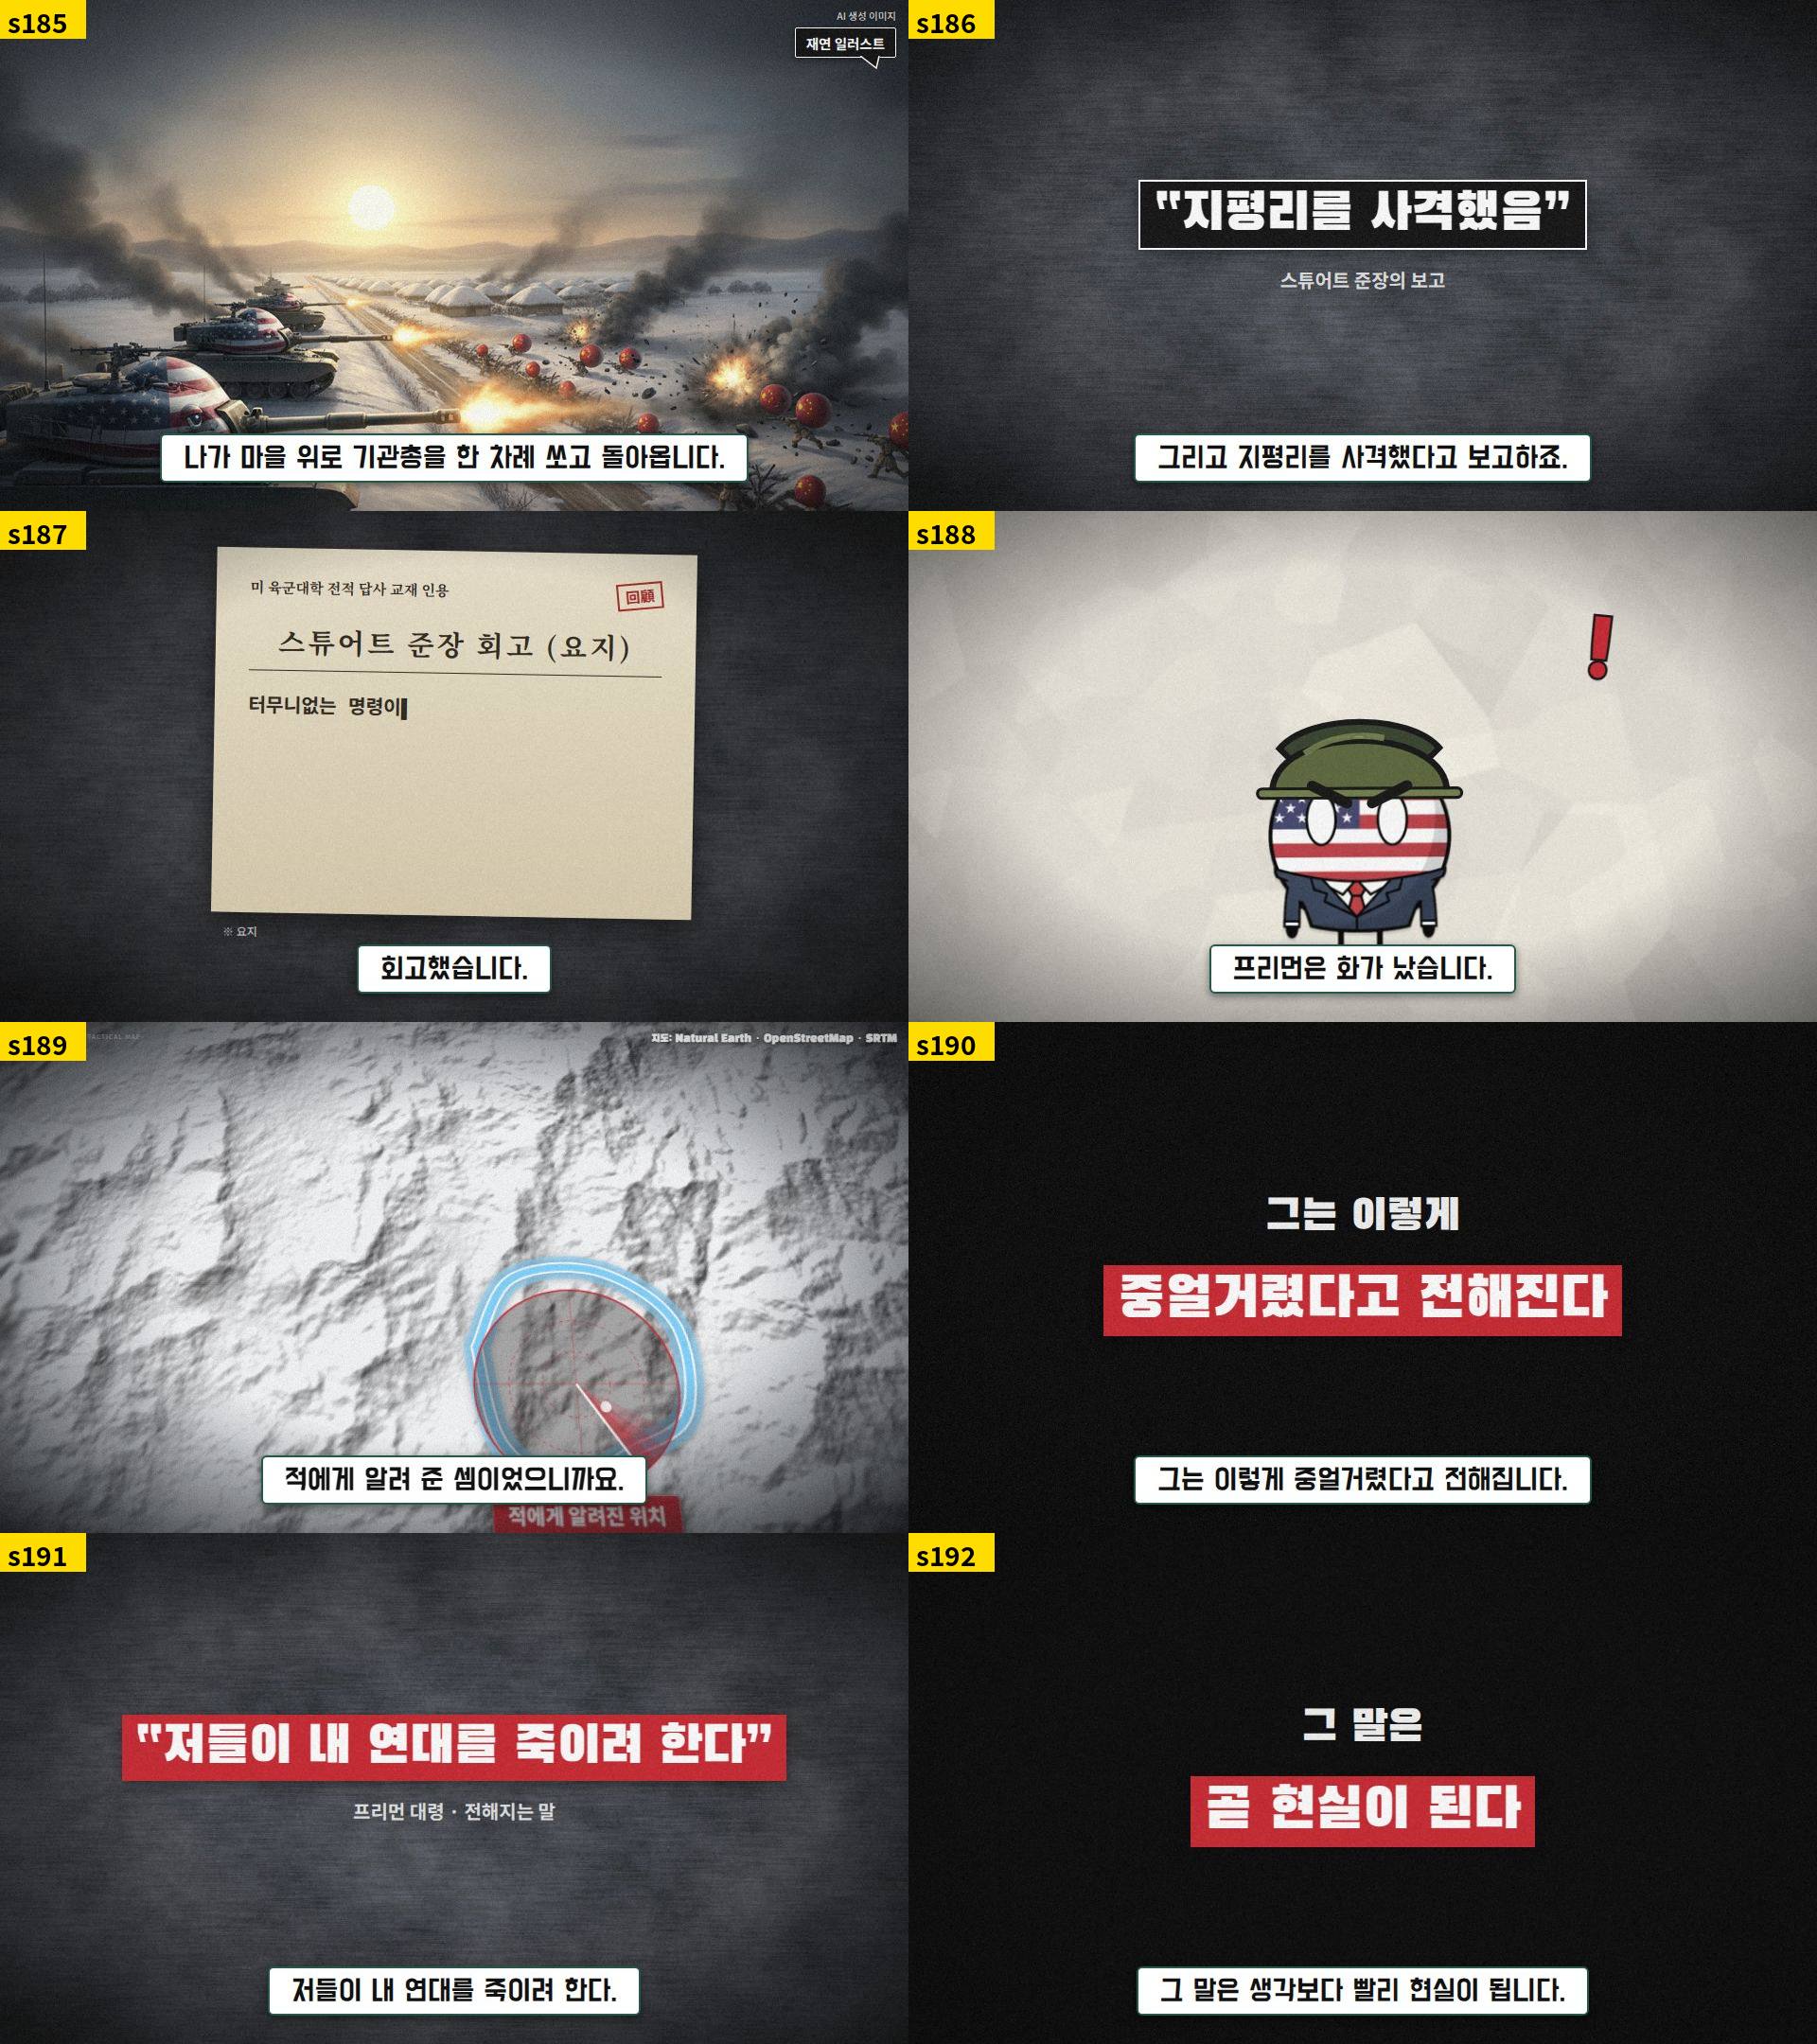 s185
AI 생성 이미지
재연 일러스트
나가 마을 위로 기관총을 한 차례 쏘고 돌아옵니다.
s186
“지평리를 사격했음”
스튜어트 준장의 보고
그리고 지평리를 사격했다고 보고하죠.
s187
미 육군대학 전적 답사 교재 인용
回顧
스튜어트 준장 회고 (요지)
터무니없는 명령이
※ 요지
회고했습니다.
s188
프리먼은 화가 났습니다.
s189
TACTICAL MAP
지도: Natural Earth · OpenStreetMap · SRTM
적에게 알려 준 셈이었으니까요.
적에게 알려진 위치
s190
그는 이렇게
중얼거렸다고 전해진다
그는 이렇게 중얼거렸다고 전해집니다.
s191
“저들이 내 연대를 죽이려 한다”
프리먼 대령 · 전해지는 말
저들이 내 연대를 죽이려 한다.
s192
그 말은
곧 현실이 된다
그 말은 생각보다 빨리 현실이 됩니다.